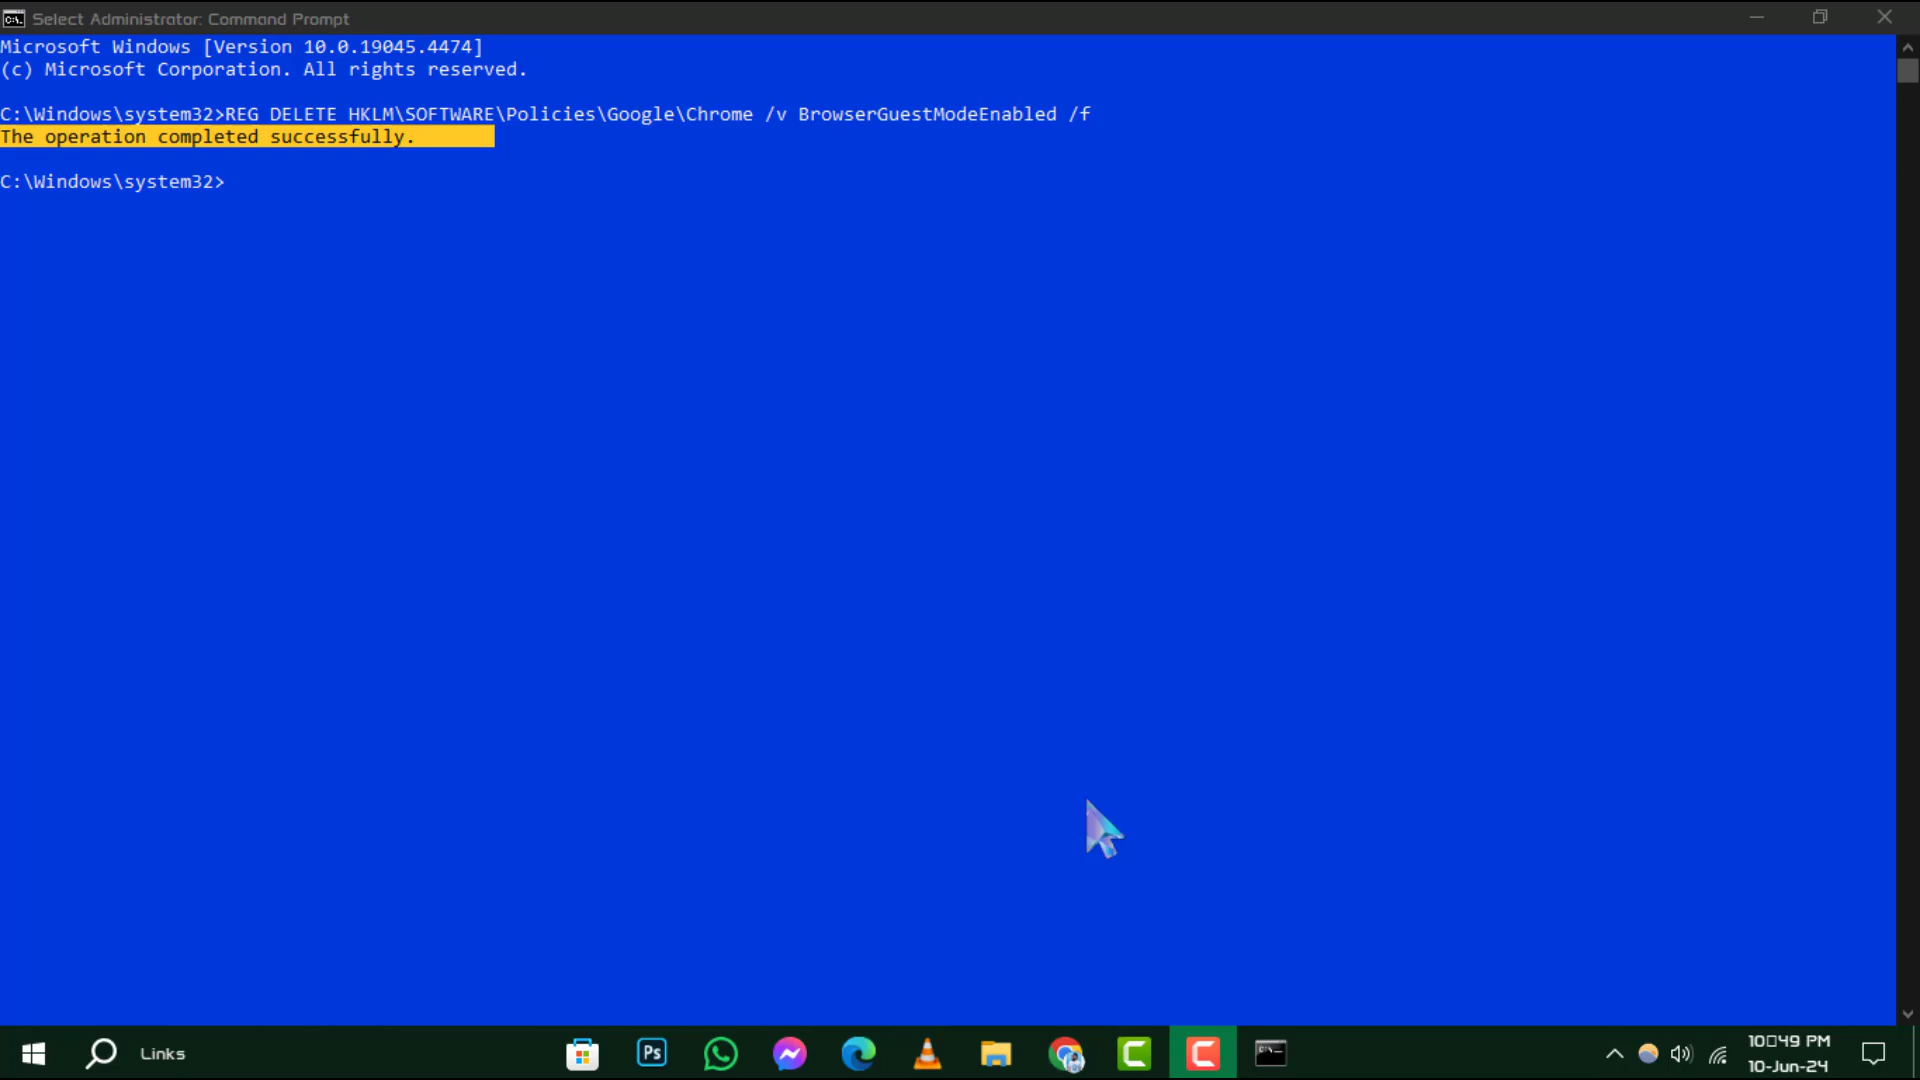 Select Administrator: Command Prompt
Microsoft Windows [Version 10.0.19045.4474]
(c) Microsoft Corporation. All rights reserved.
C:\Windows\system32>REG DELETE HKLM\SOFTWARE\Policies\Google\Chrome /v BrowserGuestModeEnabled /f
The operation completed successfully.
C:\Windows\system32>
Links
Ps
10□49 PM
10-Jun-24